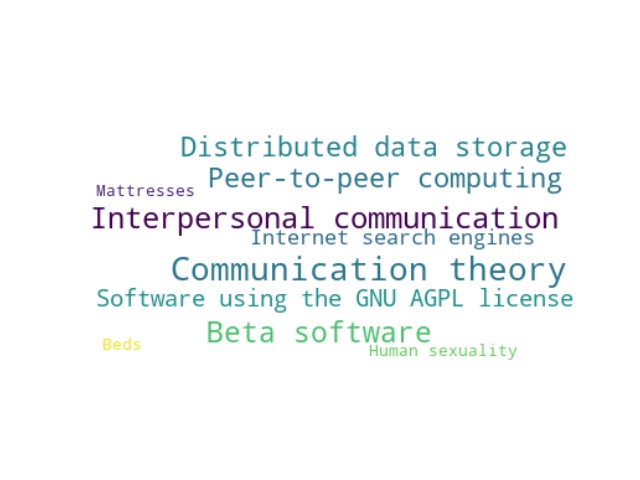 Distributed data storage
Peer-to-peer computing
Mattresses
Interpersonal communication
Internet search engines
Communication theory
Software using the GNU AGPL license
Beta software
Beds
Human sexuality